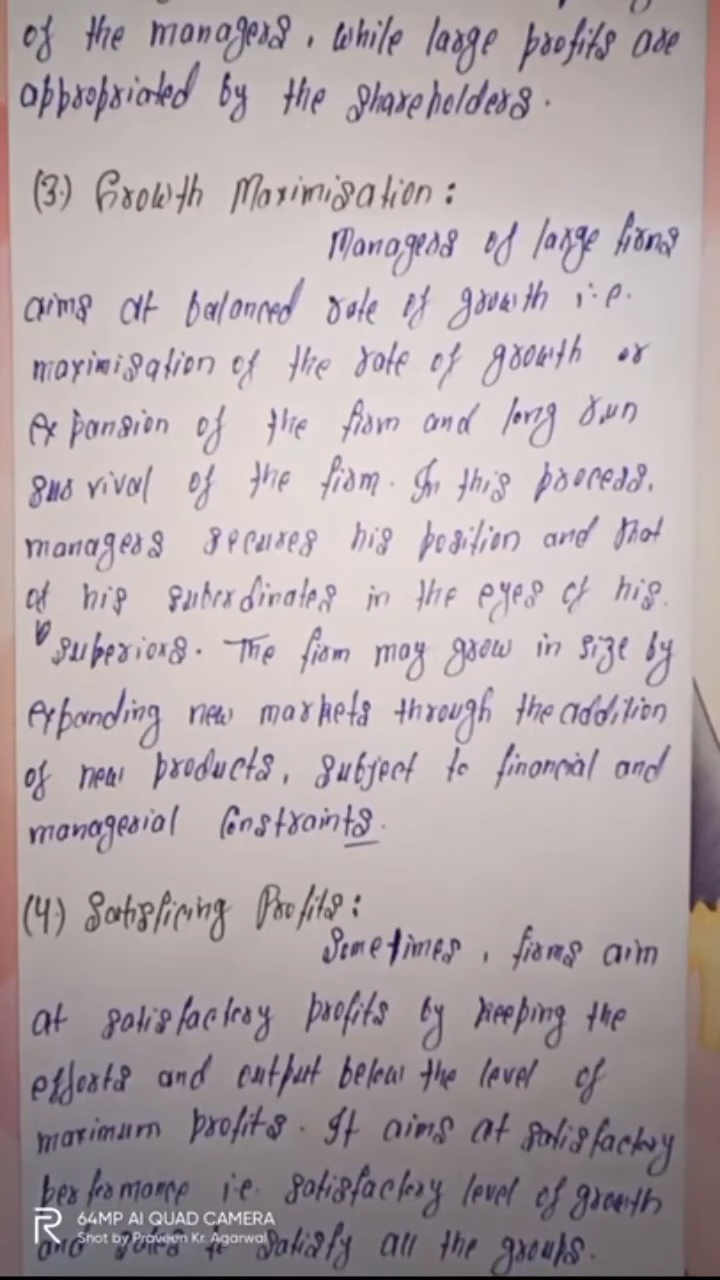 of the managers, while large profits are
appropriated by the shareholders.
(3.) Growth Maximisation:
Managers of large firms
aims at balanced rate of growth i.e.
maximisation of the rate of growth or
expansion of the firm and long run
survival of the firm. In this process,
managers secures his position and that
of his subordinates in the eyes of his
superiors. The firm may grow in size by
expanding new markets through the addition
of new products, subject to financial and
managerial Constraints.
(4.) Satisficing Profits:
Sometimes, firms aim
at satisfactory profits by keeping the
efforts and output below the level of
maximum profits. It aims at satisfactory
performance i.e. satisfactory level of growth
and sales to satisfy all the groups.
64MP AI QUAD CAMERA
Shot by Praveen Kr. Agarwal